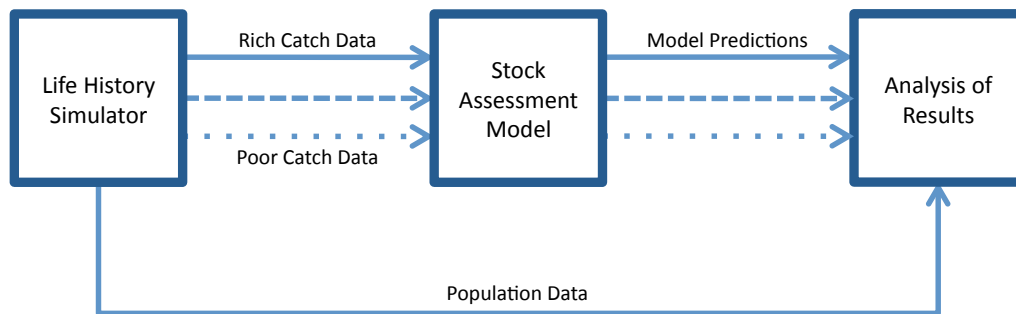 Rich Catch Data
Model Predictions
Life History
Simulator
Stock
Assessment
Model
Analysis of
Results
Poor Catch Data
Population Data